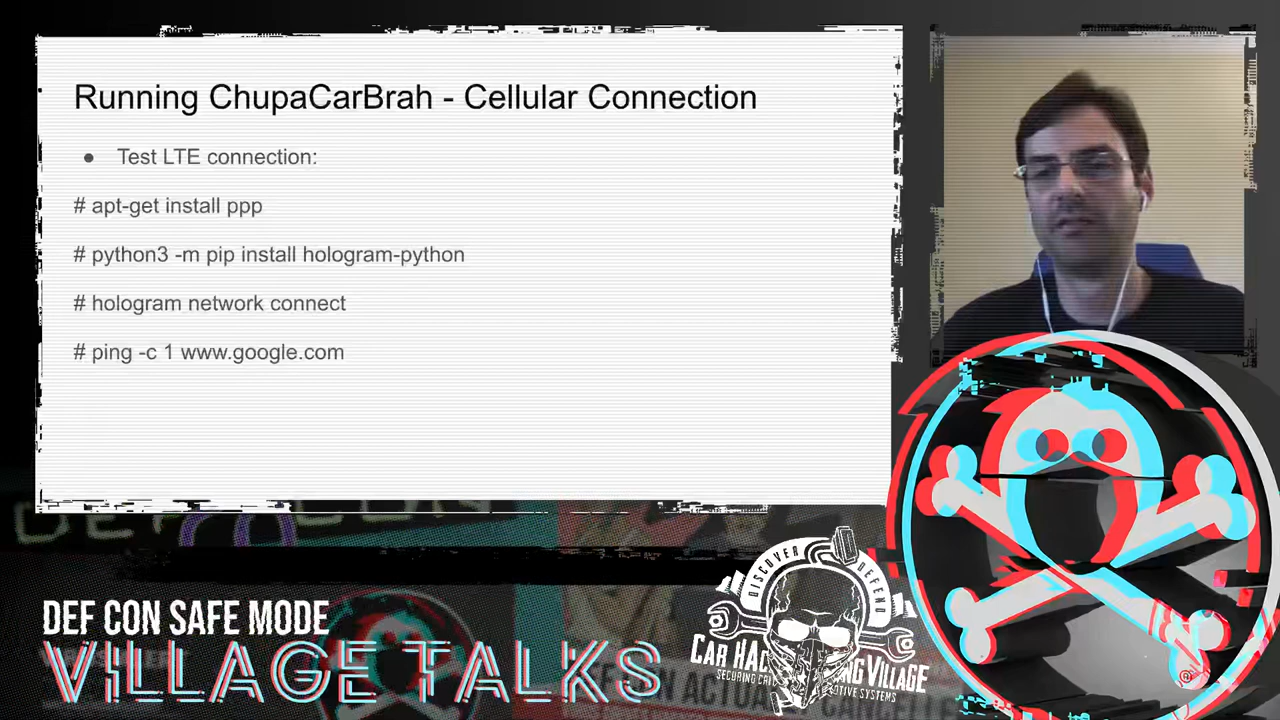 Running ChupaCarBrah - Cellular Connection
● Test LTE connection:
# apt-get install ppp
# python3 -m pip install hologram-python
# hologram network connect
# ping -c 1 www.google.com
DEF CON SAFE MODE
VILLAGE TALKS
DISCOVER
DEFEND
CAR HACKING VILLAGE